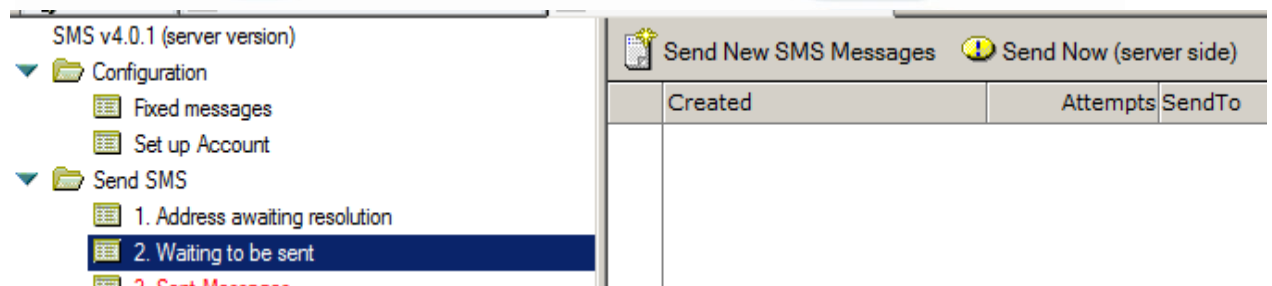 SMS v4.0.1 (server version)
Configuration
Fixed messages
Set up Account
Send SMS
1. Address awaiting resolution
2. Waiting to be sent
Send New SMS Messages
Send Now (server side)
Created
Attempts
SendTo